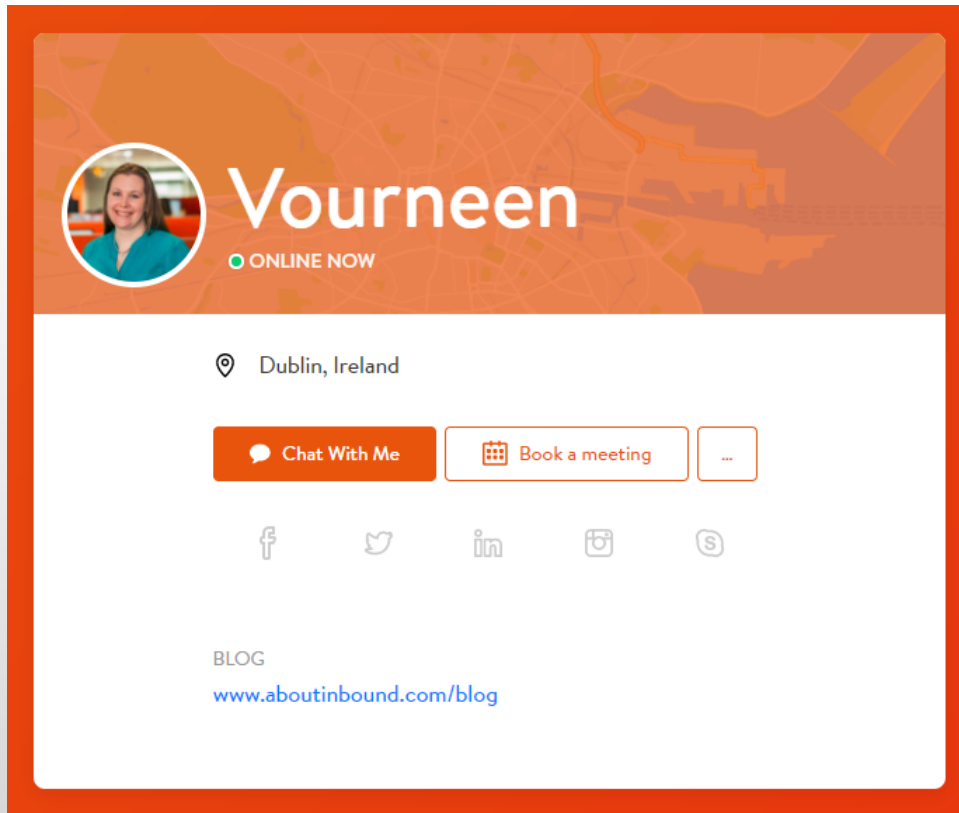 Vourneen
ONLINE NOW
Dublin, Ireland
Chat With Me
Book a meeting
...
BLOG
www.aboutinbound.com/blog